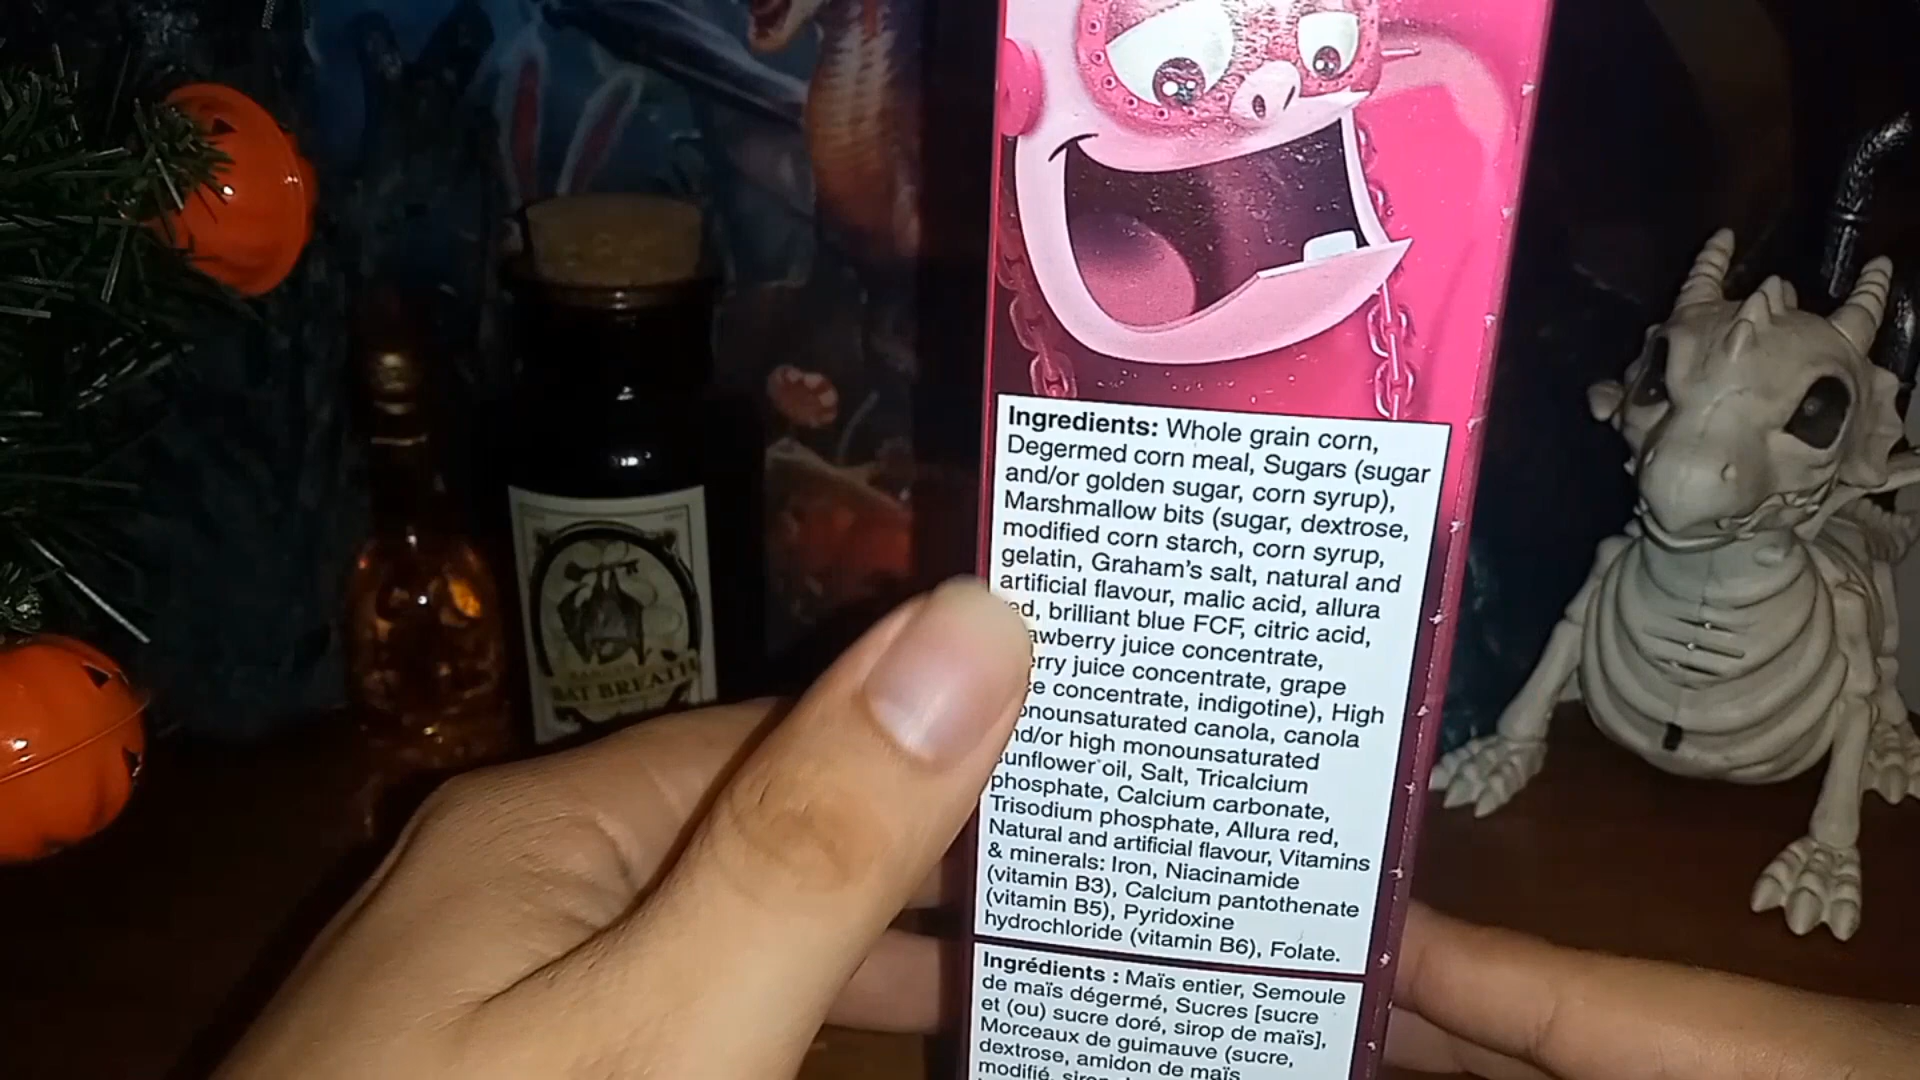 BAT BREATH
Ingredients: Whole grain corn,
Degermed corn meal, Sugars (sugar
and/or golden sugar, corn syrup),
Marshmallow bits (sugar, dextrose,
modified corn starch, corn syrup,
gelatin, Graham's salt, natural and
artificial flavour, malic acid, allura
ed, brilliant blue FCF, citric acid,
awberry juice concentrate,
erry juice concentrate, grape
ce concentrate, indigotine), High
onounsaturated canola, canola
nd/or high monounsaturated
sunflower oil, Salt, Tricalcium
phosphate, Calcium carbonate,
Trisodium phosphate, Allura red,
Natural and artificial flavour, Vitamins
& minerals: Iron, Niacinamide
(vitamin B3), Calcium pantothenate
(vitamin B5), Pyridoxine
hydrochloride (vitamin B6), Folate.
Ingrédients : Maïs entier, Semoule
de maïs dégermé, Sucres [sucre
et (ou) sucre doré, sirop de maïs],
Morceaux de guimauve (sucre,
dextrose, amidon de maïs
modifié,